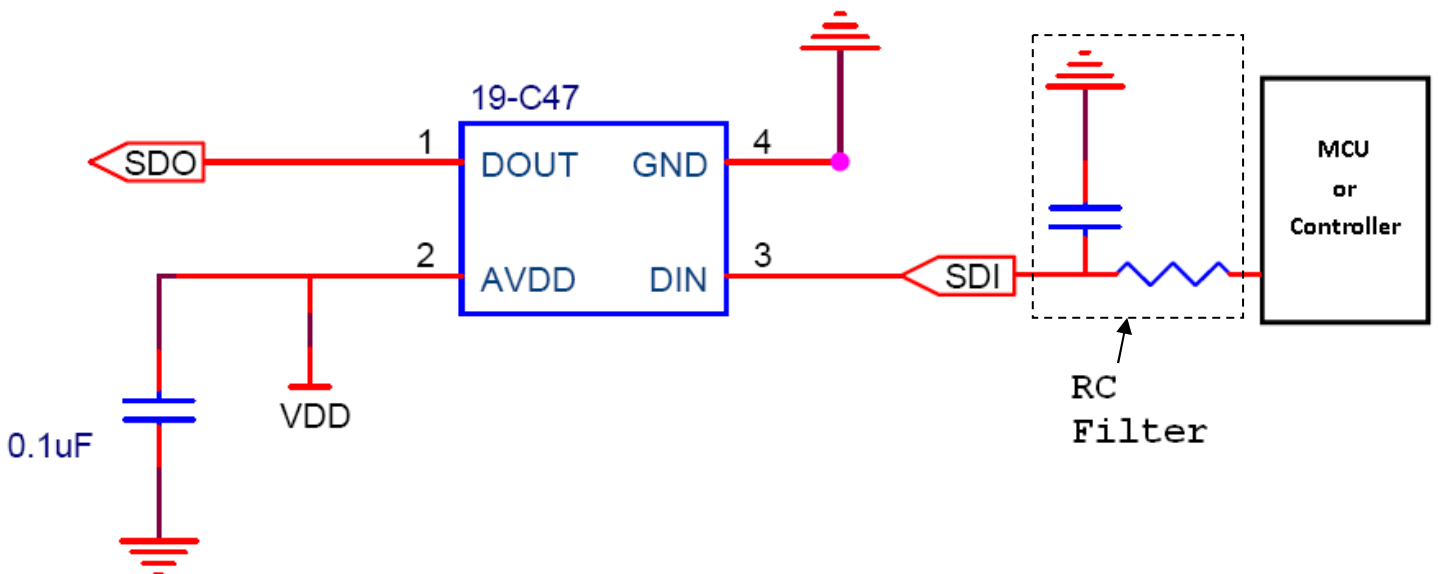 19-C47
1
4
SDO
DOUT
GND
MCU
or
Controller
2
3
AVDD
DIN
SDI
VDD
0.1uF
RC
Filter